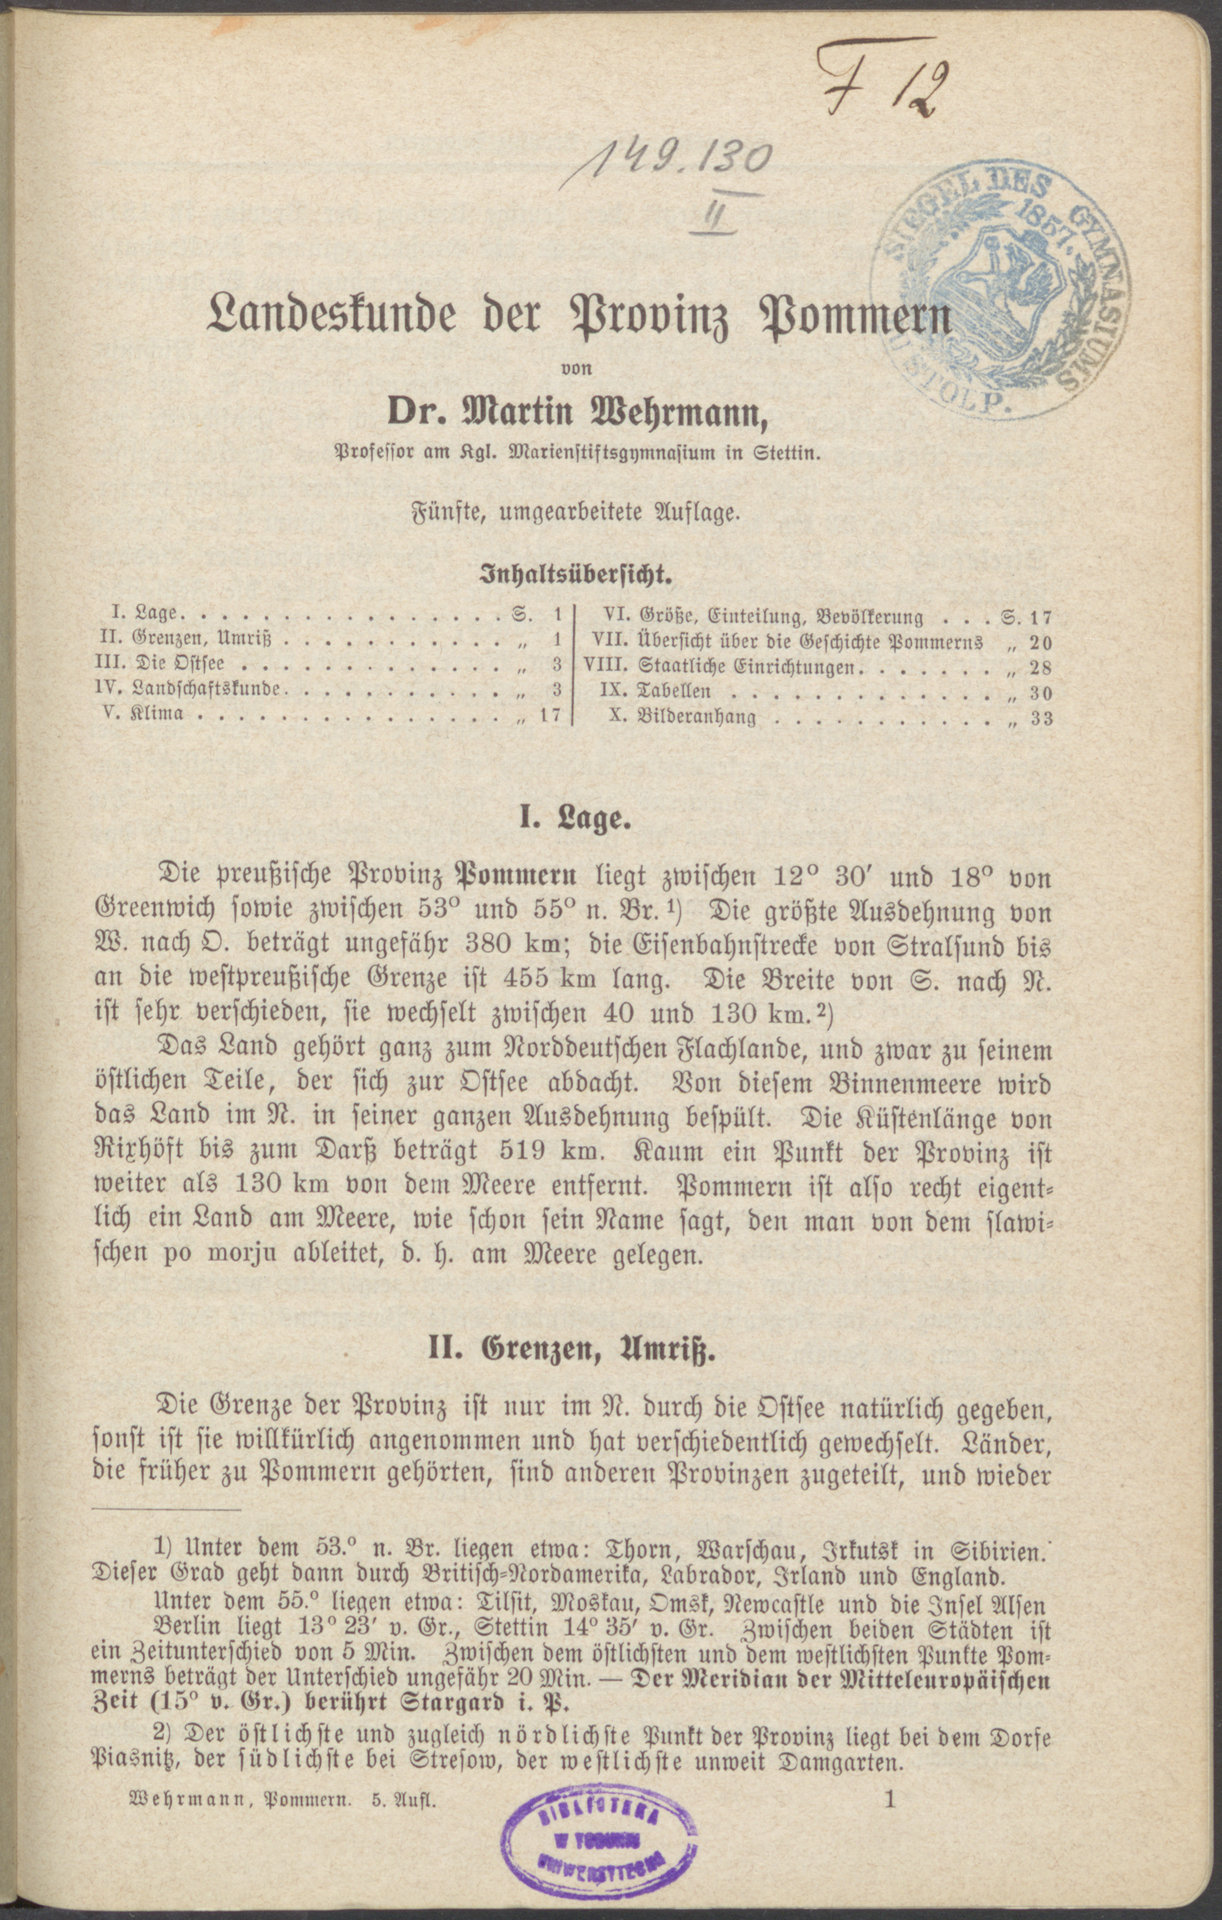 F 12
149.130
II
SIEGEL DES GYMNASIUMS
1857.
STOLP.
Landeskunde der Provinz Pommern
von
Dr. Martin Wehrmann,
Professor am Kgl. Marienstiftsgymnasium in Stettin.
Fünfte, umgearbeitete Auflage.
Inhaltsübersicht.
I. Lage. . . . . . . . . . . . . . . . . S. 1
II. Grenzen, Umriß . . . . . . . . . . . . „ 1
III. Die Ostsee . . . . . . . . . . . . . . „ 3
IV. Landschaftskunde. . . . . . . . . . . . „ 3
V. Klima . . . . . . . . . . . . . . . . „ 17
VI. Größe, Einteilung, Bevölkerung . . . S. 17
VII. Übersicht über die Geschichte Pommerns „ 20
VIII. Staatliche Einrichtungen. . . . . . . „ 28
IX. Tabellen . . . . . . . . . . . . . „ 30
X. Bilderanhang . . . . . . . . . . . „ 33
I. Lage.
Die preußische Provinz Pommern liegt zwischen 12° 30′ und 18° von
Greenwich sowie zwischen 53° und 55° n. Br.¹) Die größte Ausdehnung von
W. nach O. beträgt ungefähr 380 km; die Eisenbahnstrecke von Stralsund bis
an die westpreußische Grenze ist 455 km lang. Die Breite von S. nach N.
ist sehr verschieden, sie wechselt zwischen 40 und 130 km.²)
Das Land gehört ganz zum Norddeutschen Flachlande, und zwar zu seinem
östlichen Teile, der sich zur Ostsee abdacht. Von diesem Binnenmeere wird
das Land im N. in seiner ganzen Ausdehnung bespült. Die Küstenlänge von
Rixhöft bis zum Darß beträgt 519 km. Kaum ein Punkt der Provinz ist
weiter als 130 km von dem Meere entfernt. Pommern ist also recht eigent-
lich ein Land am Meere, wie schon sein Name sagt, den man von dem slawi-
schen po morju ableitet, d. h. am Meere gelegen.
II. Grenzen, Umriß.
Die Grenze der Provinz ist nur im N. durch die Ostsee natürlich gegeben,
sonst ist sie willkürlich angenommen und hat verschiedentlich gewechselt. Länder,
die früher zu Pommern gehörten, sind anderen Provinzen zugeteilt, und wieder
1) Unter dem 53.° n. Br. liegen etwa: Thorn, Warschau, Irkutsk in Sibirien.
Dieser Grad geht dann durch Britisch-Nordamerika, Labrador, Irland und England.
Unter dem 55.° liegen etwa: Tilsit, Moskau, Omsk, Newcastle und die Insel Alsen
Berlin liegt 13° 23′ v. Gr., Stettin 14° 35′ v. Gr. Zwischen beiden Städten ist
ein Zeitunterschied von 5 Min. Zwischen dem östlichsten und dem westlichsten Punkte Pom-
merns beträgt der Unterschied ungefähr 20 Min. — Der Meridian der Mitteleuropäischen
Zeit (15° v. Gr.) berührt Stargard i. P.
2) Der östlichste und zugleich nördlichste Punkt der Provinz liegt bei dem Dorfe
Piasnitz, der südlichste bei Stresow, der westlichste unweit Damgarten.
Wehrmann, Pommern. 5. Aufl. 1
BIBLIOTEKA
W TORUNIU
UNIWERSYTECKA